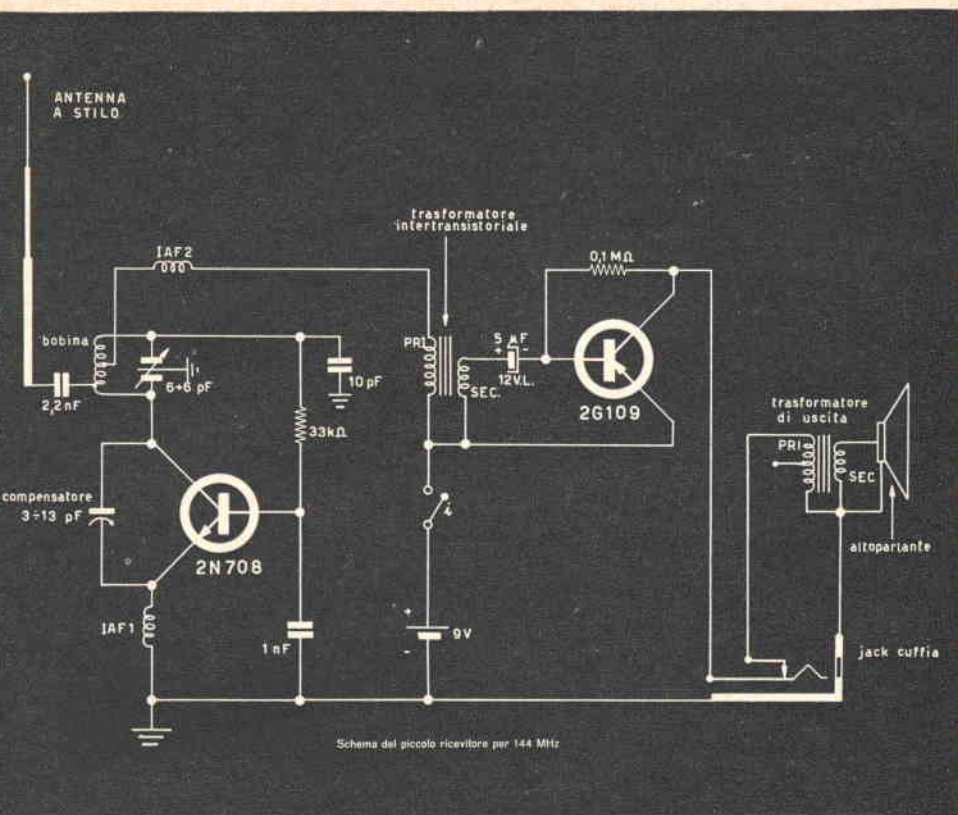 ANTENNA
A STILO
trasformatore
intertransistoriale
IAF2
0,1 MΩ
bobina
6+6 pF
PRI
SEC.
5 µF
+ -
12 V.L.
2G109
10 pF
2,2 nF
33kΩ
trasformatore
di uscita
PRI
SEC
compensatore
3÷13 pF
2N708
i
altoparlante
IAF1
1 nF
+
9V
-
jack cuffia
Schema del piccolo ricevitore per 144 MHz